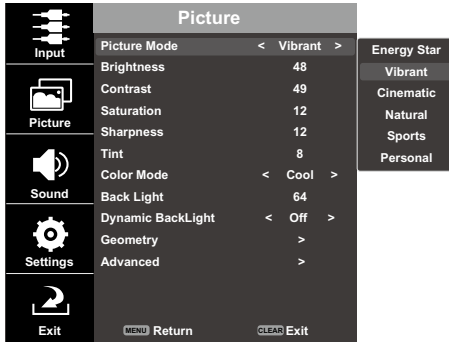 Picture
Input
Picture
Sound
Settings
Exit
Picture Mode < Vibrant >
Brightness 48
Contrast 49
Saturation 12
Sharpness 12
Tint 8
Color Mode < Cool >
Back Light 64
Dynamic BackLight < Off >
Geometry >
Advanced >
MENU Return CLEAR Exit
Energy Star
Vibrant
Cinematic
Natural
Sports
Personal